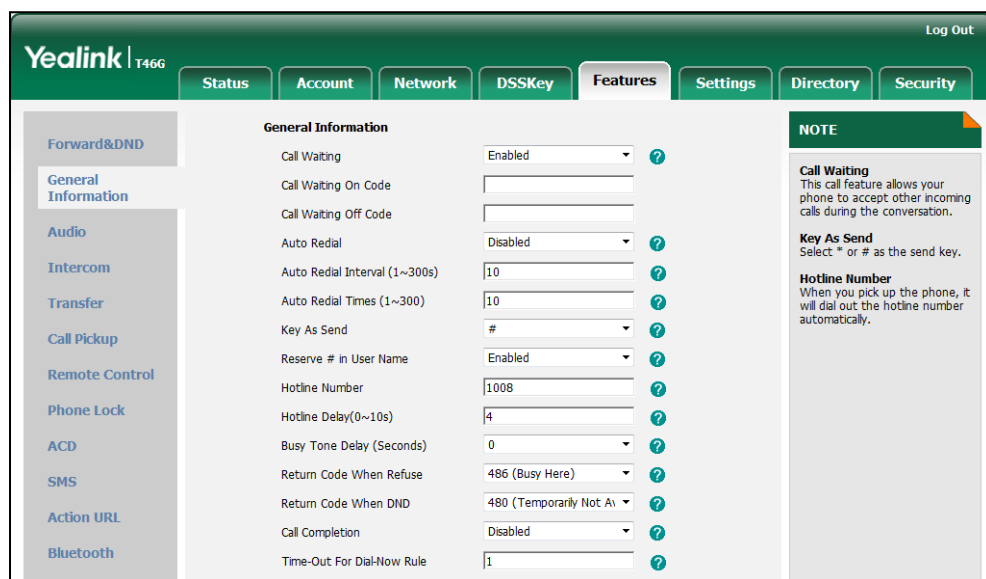 Log Out
Yealink T46G
Status Account Network DSSKey Features Settings Directory Security
Forward&DND
General
Information
Audio
Intercom
Transfer
Call Pickup
Remote Control
Phone Lock
ACD
SMS
Action URL
Bluetooth
General Information
Call Waiting Enabled ?
Call Waiting On Code
Call Waiting Off Code
Auto Redial Disabled ?
Auto Redial Interval (1~300s) 10 ?
Auto Redial Times (1~300) 10 ?
Key As Send # ?
Reserve # in User Name Enabled ?
Hotline Number 1008 ?
Hotline Delay(0~10s) 4 ?
Busy Tone Delay (Seconds) 0 ?
Return Code When Refuse 486 (Busy Here) ?
Return Code When DND 480 (Temporarily Not Av ?
Call Completion Disabled ?
Time-Out For Dial-Now Rule 1 ?
NOTE
Call Waiting
This call feature allows your
phone to accept other incoming
calls during the conversation.
Key As Send
Select * or # as the send key.
Hotline Number
When you pick up the phone, it
will dial out the hotline number
automatically.